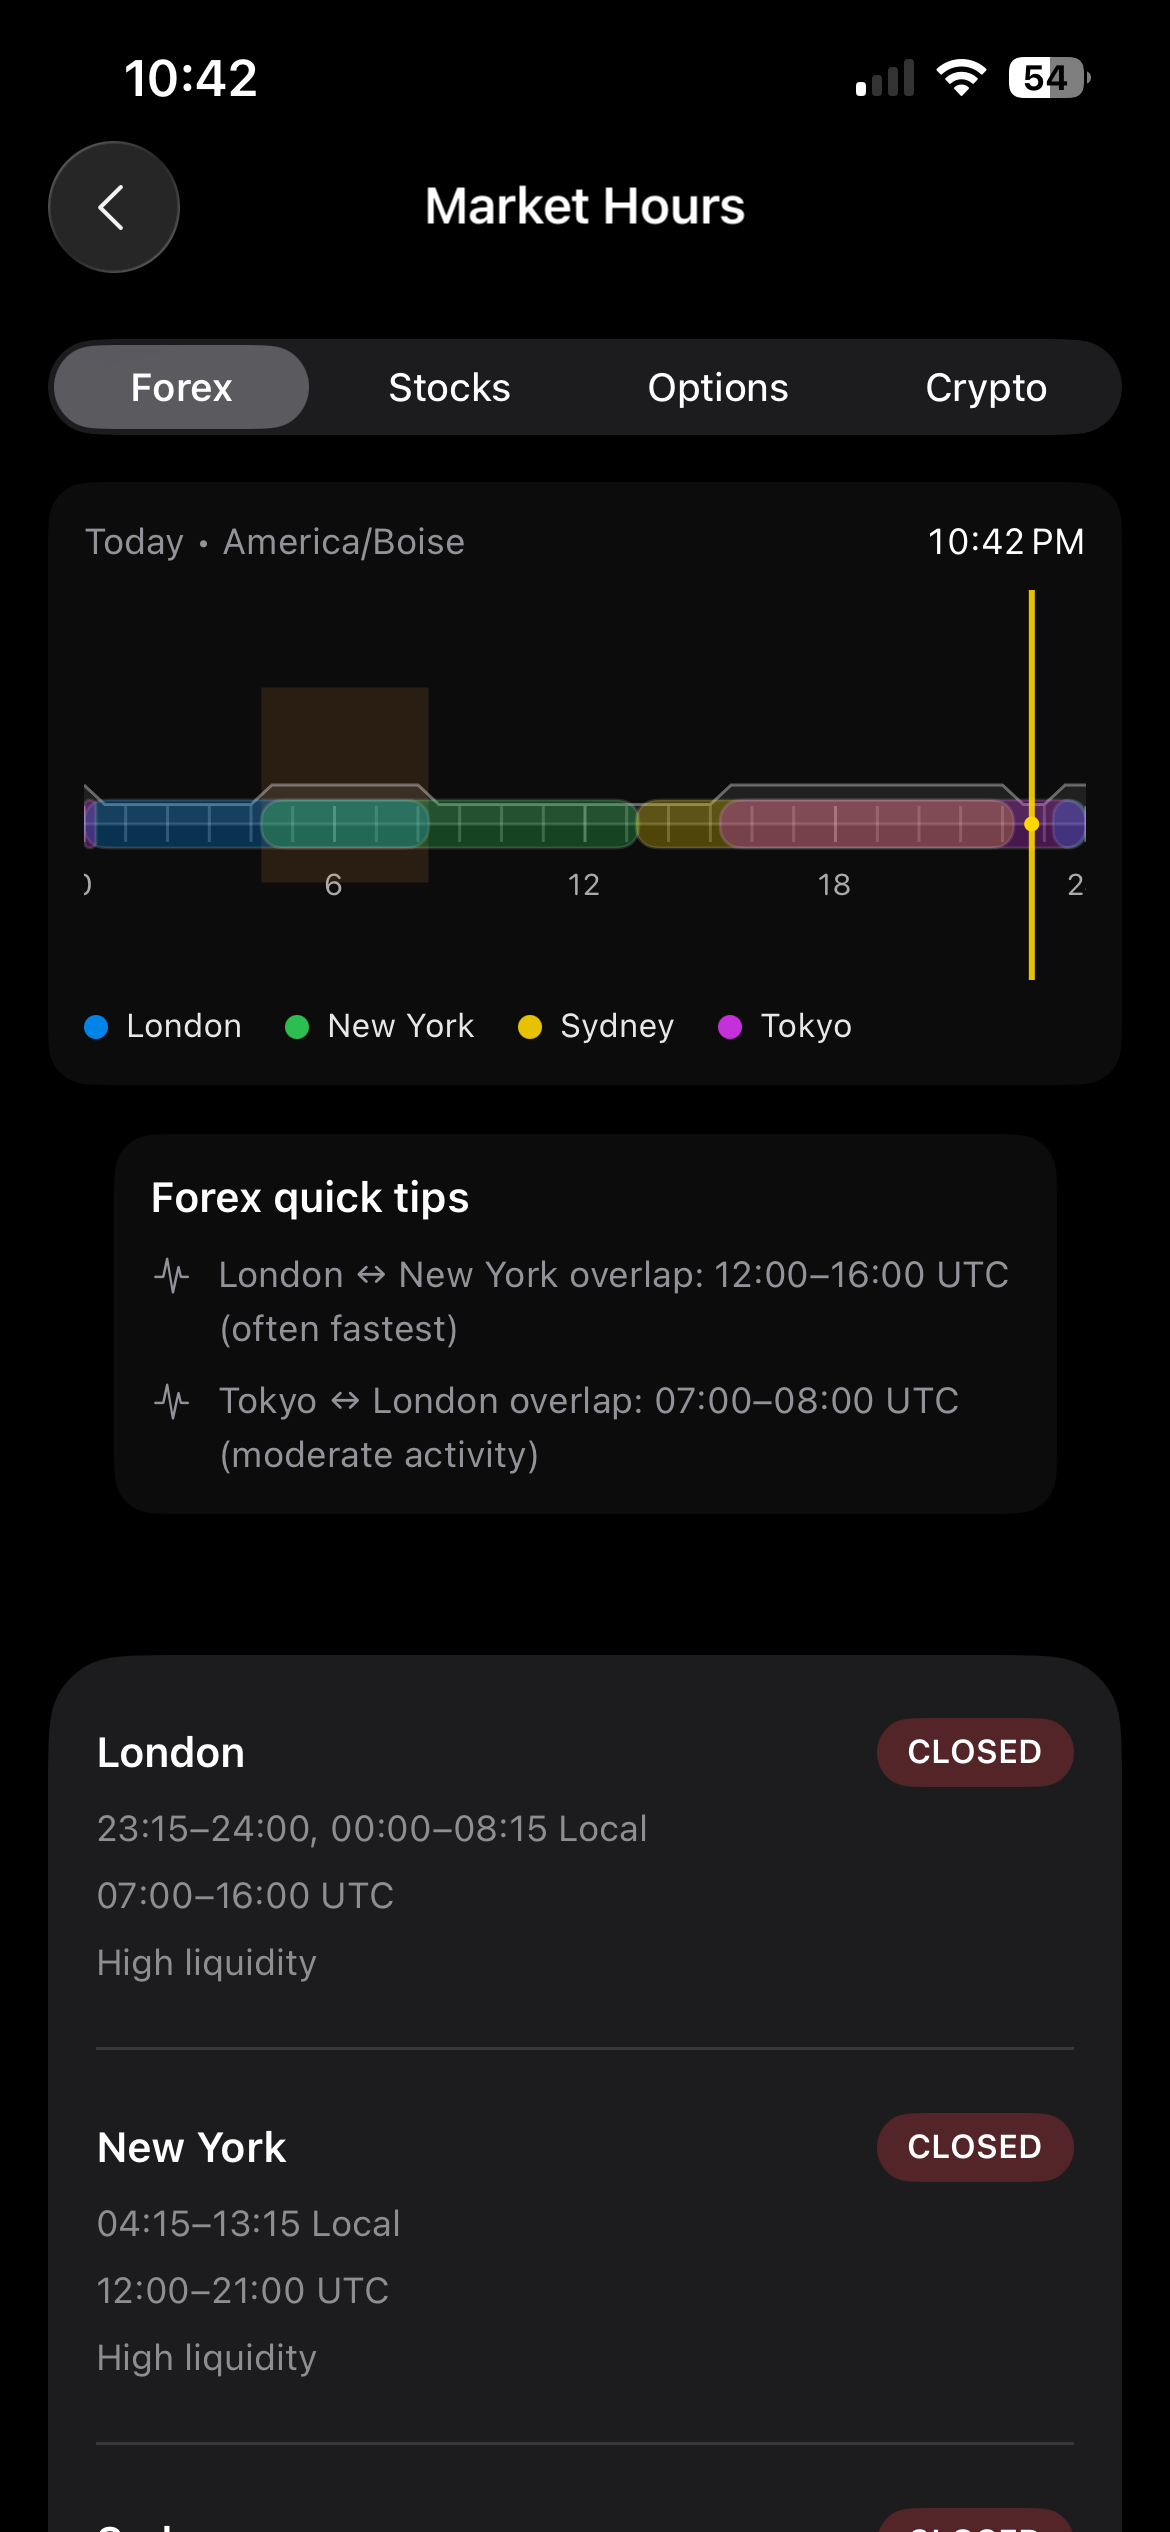 10:42
54
Market Hours
Forex Stocks Options Crypto
Today • America/Boise 10:42 PM
6 12 18
London New York Sydney Tokyo
Forex quick tips
London ↔ New York overlap: 12:00–16:00 UTC
(often fastest)
Tokyo ↔ London overlap: 07:00–08:00 UTC
(moderate activity)
London CLOSED
23:15–24:00, 00:00–08:15 Local
07:00–16:00 UTC
High liquidity
New York CLOSED
04:15–13:15 Local
12:00–21:00 UTC
High liquidity